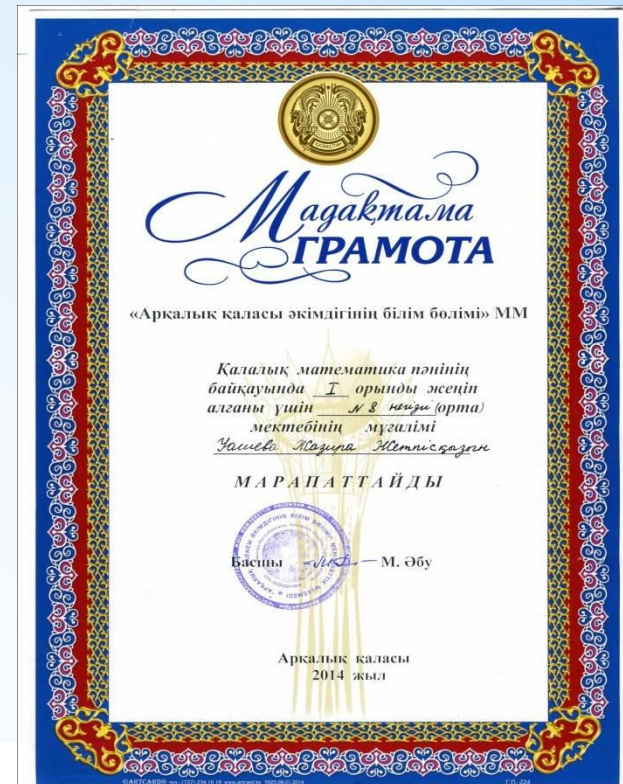 Мадақтама
ГРАМОТА
«Арқалық қаласы әкімдігінің білім бөлімі» ММ
Қалалық математика пәнінің
байқауында I орынды жеңіп
алғаны үшін № 8 негізгі (орта)
мектебінің мұғалімі
Жазира Жетпісқызын
МАРАПАТТАЙДЫ
Басшы М. Әбу
Арқалық қаласы
2014 жыл